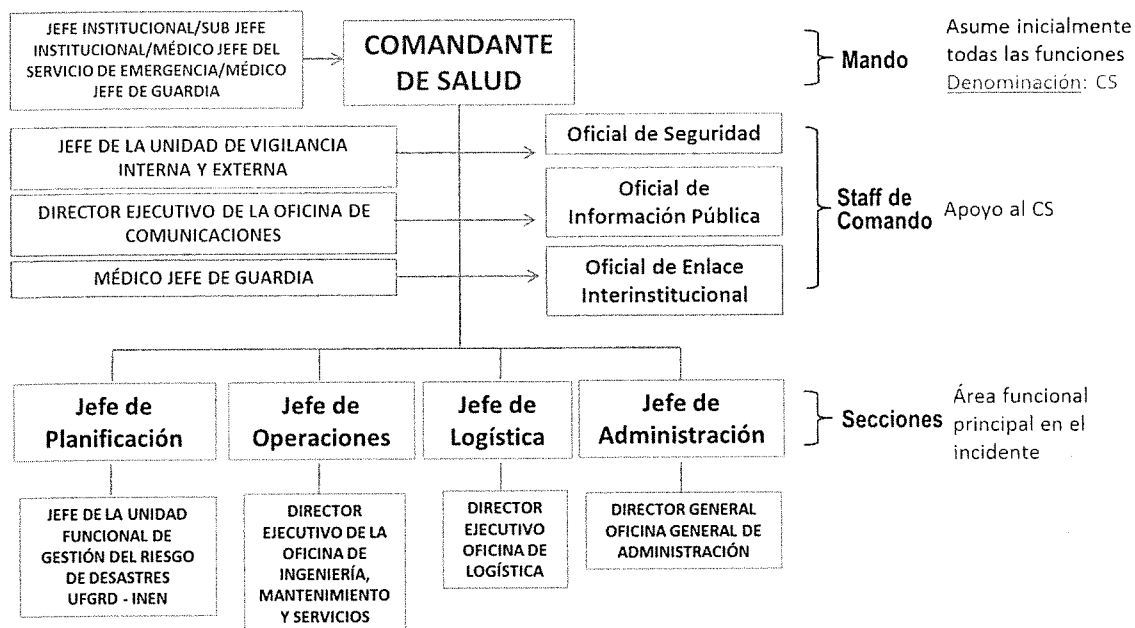 JEFE INSTITUCIONAL/SUB JEFE
INSTITUCIONAL/MÉDICO JEFE DEL
SERVICIO DE EMERGENCIA/MÉDICO
JEFE DE GUARDIA
COMANDANTE
DE SALUD
Mando
Asume inicialmente
todas las funciones
Denominación: CS
JEFE DE LA UNIDAD DE VIGILANCIA
INTERNA Y EXTERNA
Oficial de Seguridad
DIRECTOR EJECUTIVO DE LA OFICINA DE
COMUNICACIONES
Oficial de
Información Pública
MÉDICO JEFE DE GUARDIA
Oficial de Enlace
Interinstitucional
Staff de
Comando
Apoyo al CS
Jefe de
Planificación
Jefe de
Operaciones
Jefe de
Logística
Jefe de
Administración
Secciones
Área funcional
principal en el
incidente
JEFE DE LA UNIDAD
FUNCIONAL DE
GESTIÓN DEL RIESGO
DE DESASTRES
UFGRD - INEN
DIRECTOR
EJECUTIVO DE LA
OFICINA DE
INGENIERÍA,
MANTENIMIENTO
Y SERVICIOS
DIRECTOR
EJECUTIVO
OFICINA DE
LOGÍSTICA
DIRECTOR GENERAL
OFICINA GENERAL DE
ADMINISTRACIÓN